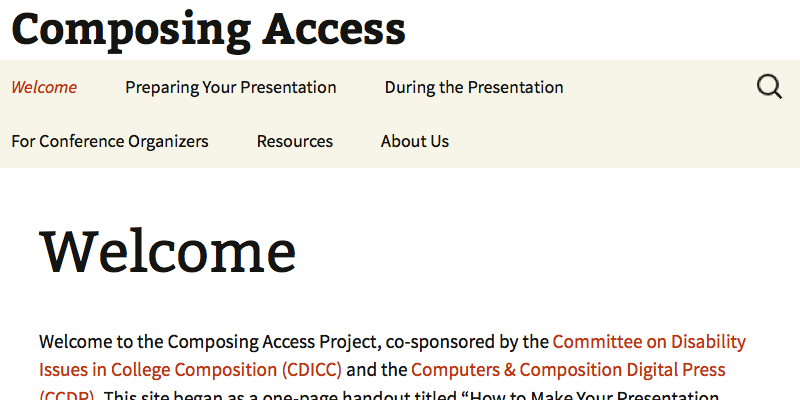 Composing Access
Welcome Preparing Your Presentation During the Presentation
For Conference Organizers Resources About Us
Welcome
Welcome to the Composing Access Project, co-sponsored by the Committee on Disability
Issues in College Composition (CDICC) and the Computers & Composition Digital Press
(CCDP). This site began as a one-page handout titled “How to Make Your Presentation